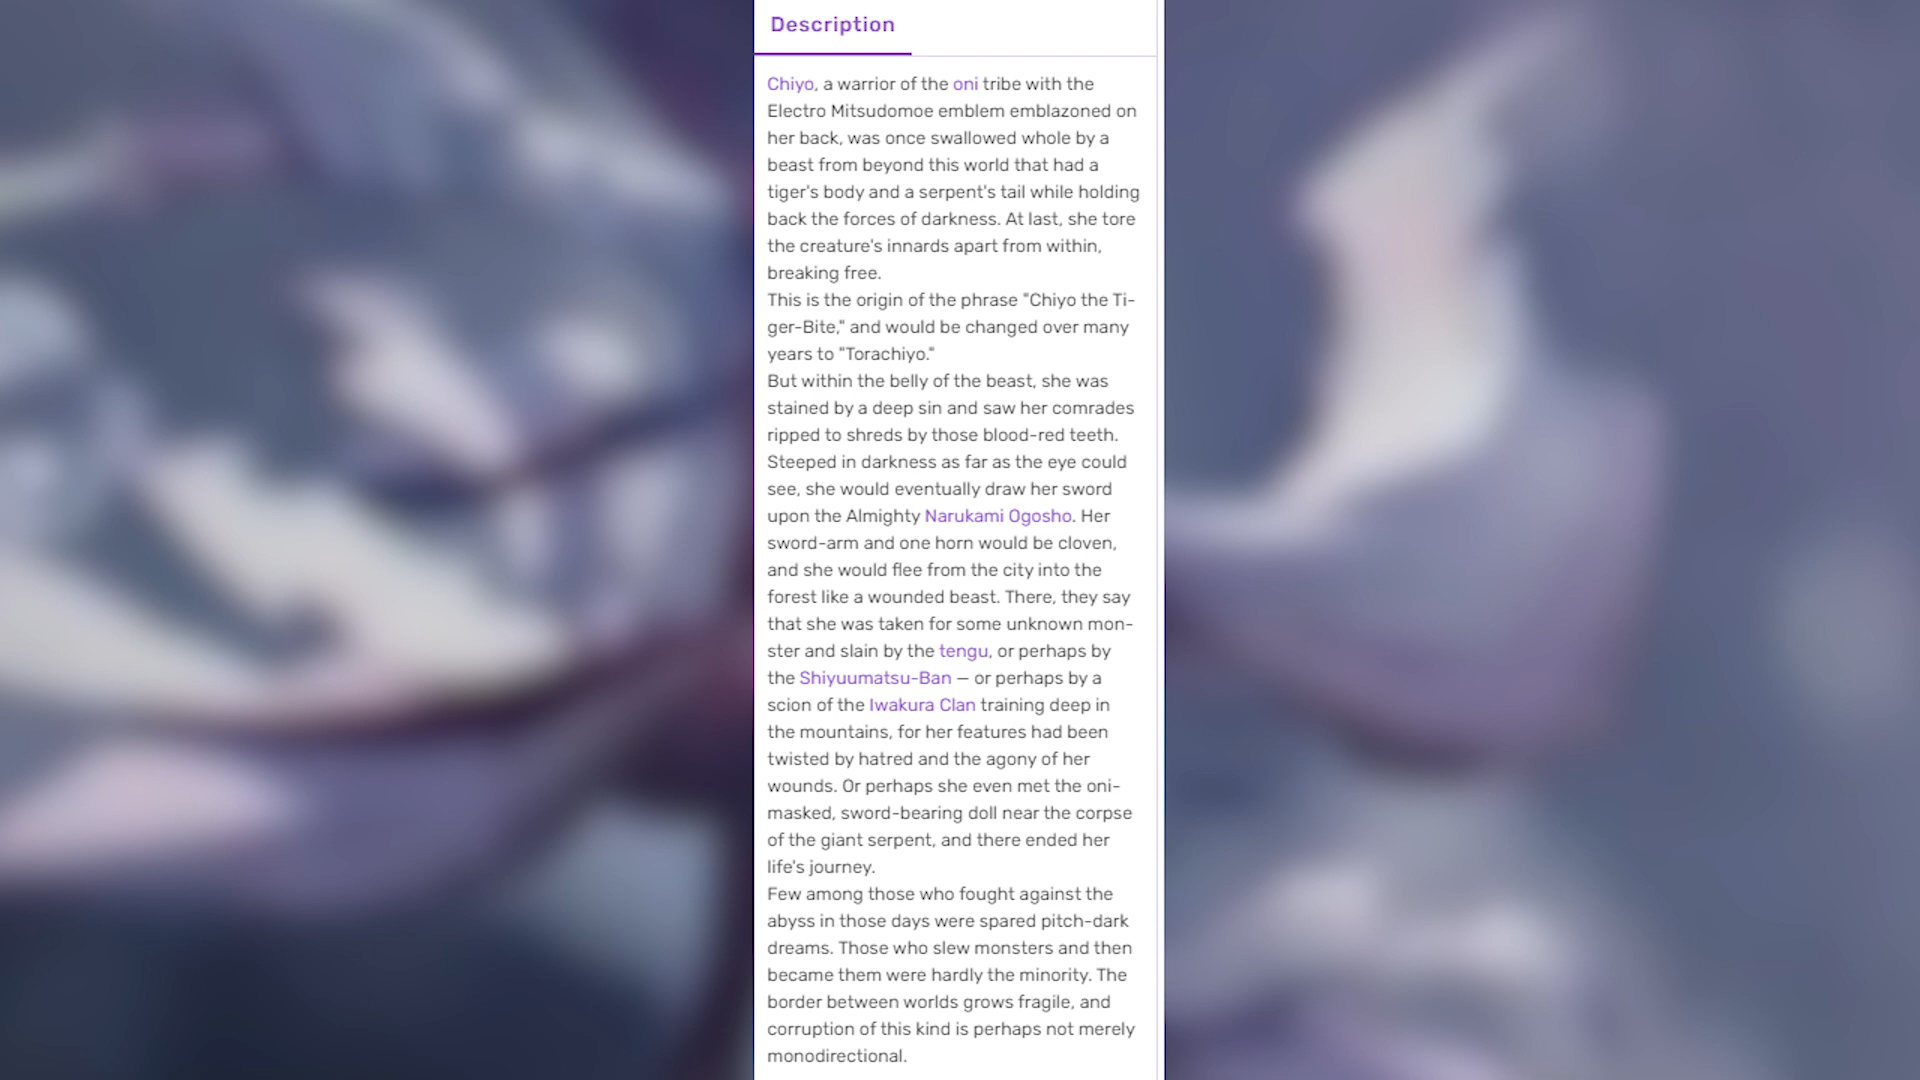 Description
Chiyo, a warrior of the oni tribe with the
Electro Mitsudomoe emblem emblazoned on
her back, was once swallowed whole by a
beast from beyond this world that had a
tiger's body and a serpent's tail while holding
back the forces of darkness. At last, she tore
the creature's innards apart from within,
breaking free.
This is the origin of the phrase "Chiyo the Ti-
ger-Bite," and would be changed over many
years to "Torachiyo."
But within the belly of the beast, she was
stained by a deep sin and saw her comrades
ripped to shreds by those blood-red teeth.
Steeped in darkness as far as the eye could
see, she would eventually draw her sword
upon the Almighty Narukami Ogosho. Her
sword-arm and one horn would be cloven,
and she would flee from the city into the
forest like a wounded beast. There, they say
that she was taken for some unknown mon-
ster and slain by the tengu, or perhaps by
the Shiyuumatsu-Ban — or perhaps by a
scion of the Iwakura Clan training deep in
the mountains, for her features had been
twisted by hatred and the agony of her
wounds. Or perhaps she even met the oni-
masked, sword-bearing doll near the corpse
of the giant serpent, and there ended her
life's journey.
Few among those who fought against the
abyss in those days were spared pitch-dark
dreams. Those who slew monsters and then
became them were hardly the minority. The
border between worlds grows fragile, and
corruption of this kind is perhaps not merely
monodirectional.